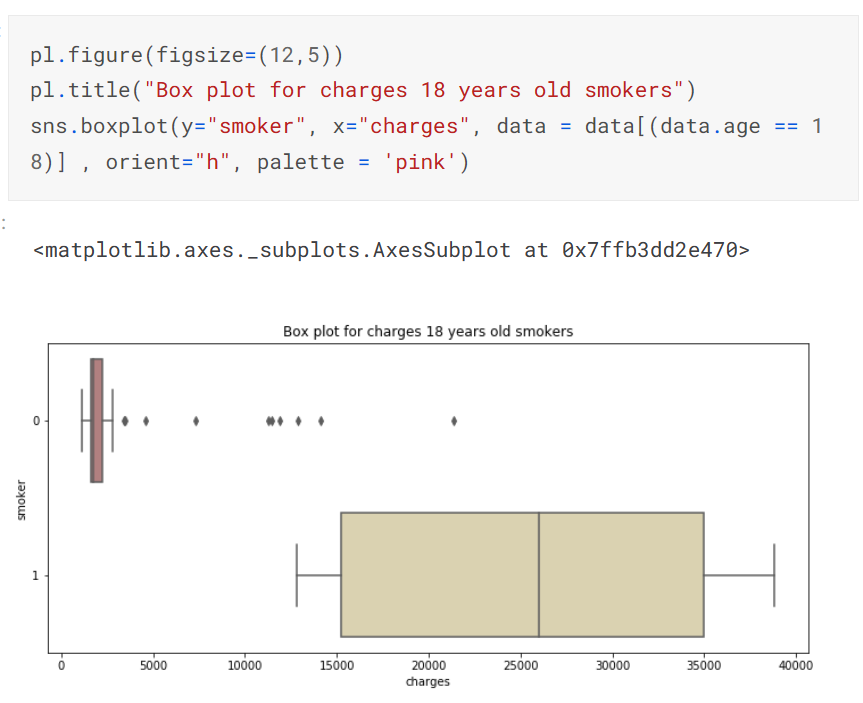 pl.figure(figsize=(12,5))
pl.title("Box plot for charges 18 years old smokers")
sns.boxplot(y="smoker", x="charges", data = data[(data.age == 1
8)] , orient="h", palette = 'pink')
:
<matplotlib.axes._subplots.AxesSubplot at 0x7ffb3dd2e470>
Box plot for charges 18 years old smokers
0
smoker
1
0 5000 10000 15000 20000 25000 30000 35000 40000
charges